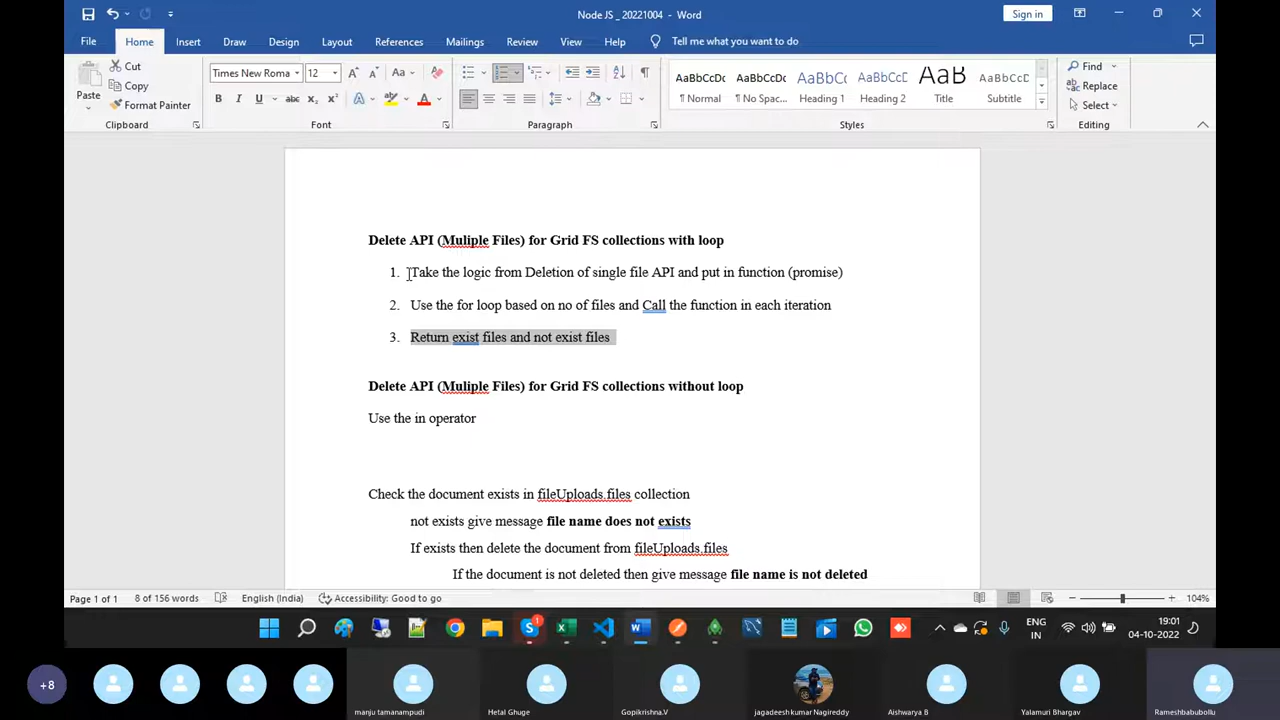 Node JS _ 20221004 - Word
Sign in
File Home Insert Draw Design Layout References Mailings Review View Help Tell me what you want to do
Paste
Cut
Copy
Format Painter
Clipboard
Times New Roma 12
Font
Paragraph
AaBbCcDc AaBbCcDc AaBbCc AaBbCcD AaB AaBbCcD
¶ Normal ¶ No Spac... Heading 1 Heading 2 Title Subtitle
Styles
Find
Replace
Select
Editing
Delete API (Muliple Files) for Grid FS collections with loop
1. Take the logic from Deletion of single file API and put in function (promise)
2. Use the for loop based on no of files and Call the function in each iteration
3. Return exist files and not exist files
Delete API (Muliple Files) for Grid FS collections without loop
Use the in operator
Check the document exists in fileUploads.files collection
not exists give message file name does not exists
If exists then delete the document from fileUploads.files
If the document is not deleted then give message file name is not deleted
Page 1 of 1 8 of 156 words English (India) Accessibility: Good to go 104%
ENG
IN
19:01
04-10-2022
+8
manju tamanampudi
Hetal Ghuge
Gopikrishna.V
jagadeesh kumar Nagireddy
Aishwarya B
Yalamuri Bhargav
Rameshbabubollu